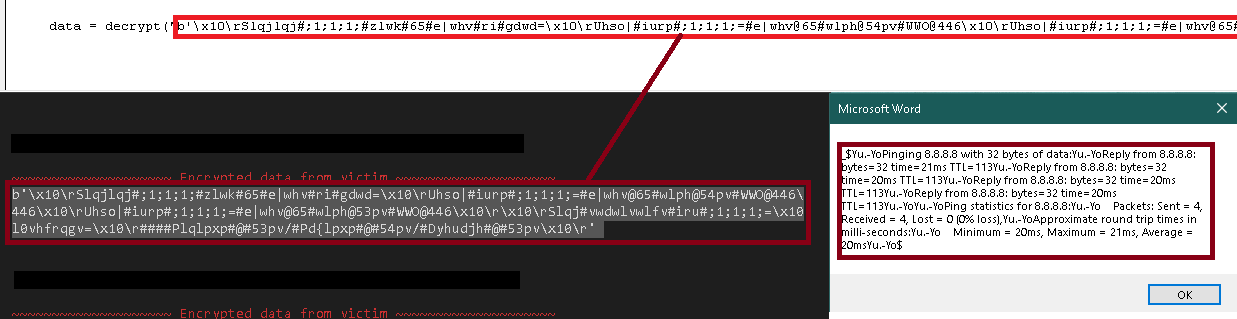 data = decrypt("b'\x10\rSlqjlqj#;1;1;1;#zlwk#65#e|whv#ri#gdwd=\x10\rUhso|#iurp#;1;1;1;=#e|whv@65#wlph@54pv#WWO@446\x10\rUhso|#iurp#;1;1;1;=#e|whv@65#
Microsoft Word
_$Yu.-YoPinging 8.8.8.8 with 32 bytes of data:Yu.-YoReply from 8.8.8.8:
bytes=32 time=21ms TTL=113Yu.-YoReply from 8.8.8.8: bytes=32
time=20ms TTL=113Yu.-YoReply from 8.8.8.8: bytes=32 time=20ms
TTL=113Yu.-YoReply from 8.8.8.8: bytes=32 time=20ms
TTL=113Yu.-YoYu.-YoPing statistics for 8.8.8.8:Yu.-Yo Packets: Sent = 4,
Received = 4, Lost = 0 (0% loss),Yu.-YoApproximate round trip times in
milli-seconds:Yu.-Yo Minimum = 20ms, Maximum = 21ms, Average =
20msYu.-Yo$
OK
~~~~~~~~~~~~~~~~~~~~ Encrypted data from victim ~~~~~~~~~~~~~~~~~~~~
b'\x10\rSlqjlqj#;1;1;1;#zlwk#65#e|whv#ri#gdwd=\x10\rUhso|#iurp#;1;1;1;=#e|whv@65#wlph@54pv#WWO@446\
446\x10\rUhso|#iurp#;1;1;1;=#e|whv@65#wlph@53pv#WWO@446\x10\r\x10\rSlqj#vwdwlvwlfv#iru#;1;1;1;=\x10
l0vhfrqgv=\x10\r####Plqlpxp#@#53pv/#Pd{lpxp#@#54pv/#Dyhudjh#@#53pv\x10\r'
~~~~~~~~~~~~~~~~~~~~ Encrypted data from victim ~~~~~~~~~~~~~~~~~~~~